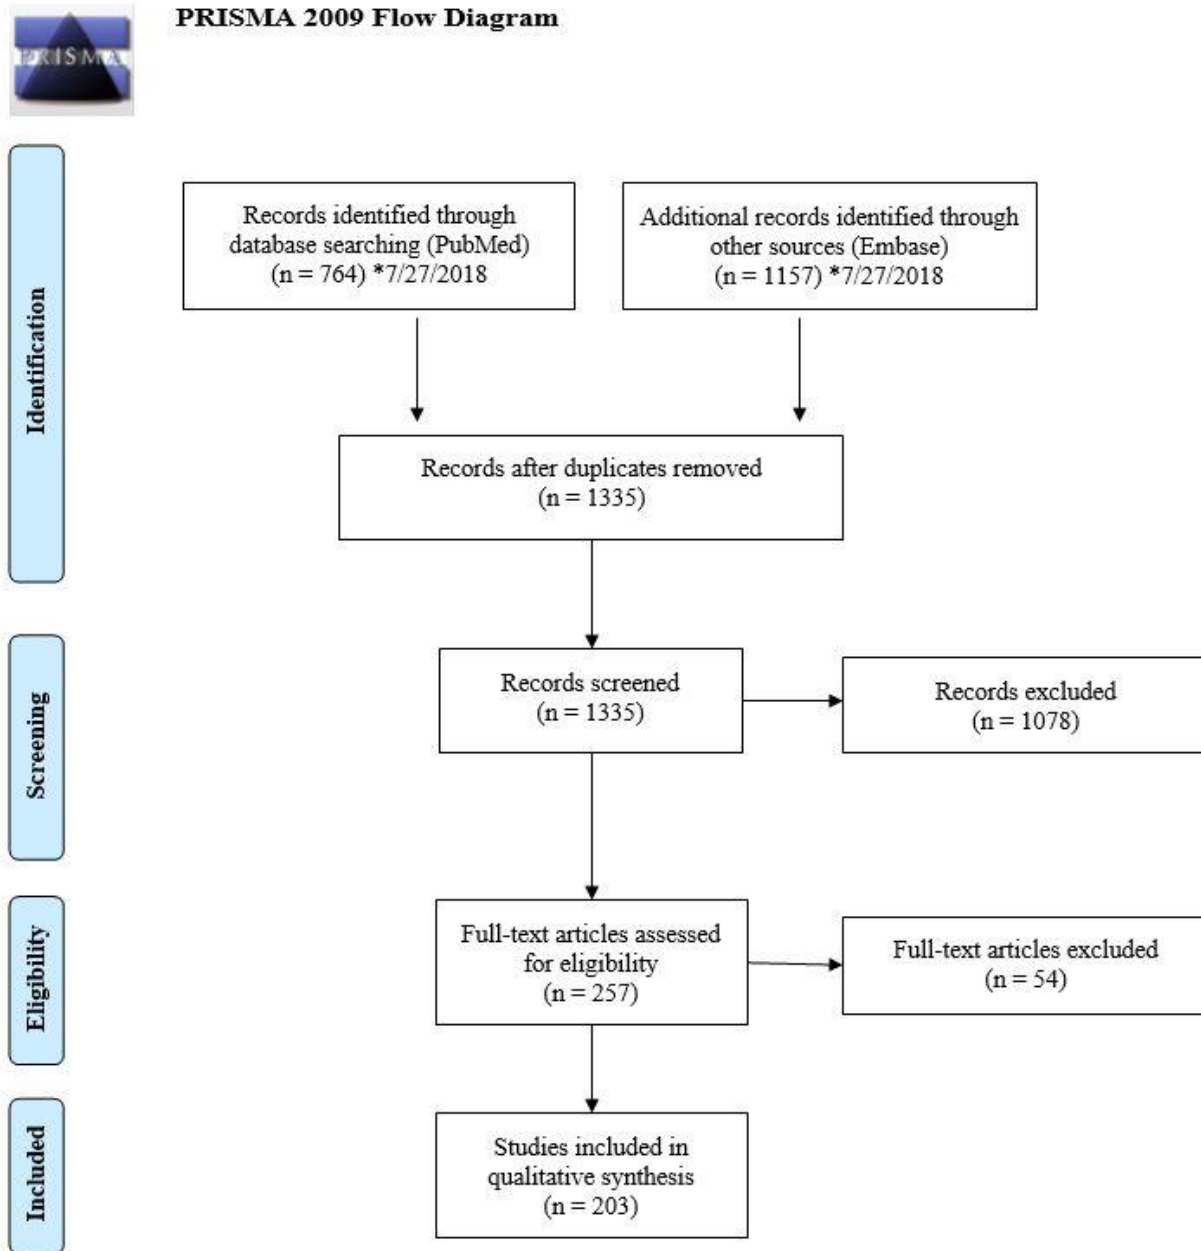 PRISMA 2009 Flow Diagram
PRISMA
Identification
Records identified through
database searching (PubMed)
(n = 764) *7/27/2018
Additional records identified through
other sources (Embase)
(n = 1157) *7/27/2018
Records after duplicates removed
(n = 1335)
Screening
Records screened
(n = 1335)
Records excluded
(n = 1078)
Eligibility
Full-text articles assessed
for eligibility
(n = 257)
Full-text articles excluded
(n = 54)
Included
Studies included in
qualitative synthesis
(n = 203)